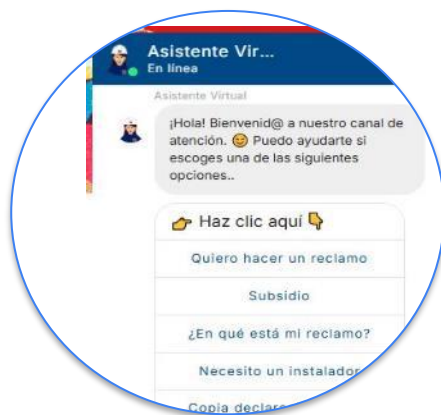 Asistente Vir...
En línea
Asistente Virtual
¡Hola! Bienvenid@ a nuestro canal de
atención. 😊 Puedo ayudarte si
escoges una de las siguientes
opciones..
👉 Haz clic aquí 👇
Quiero hacer un reclamo
Subsidio
¿En qué está mi reclamo?
Necesito un instalador
Copia